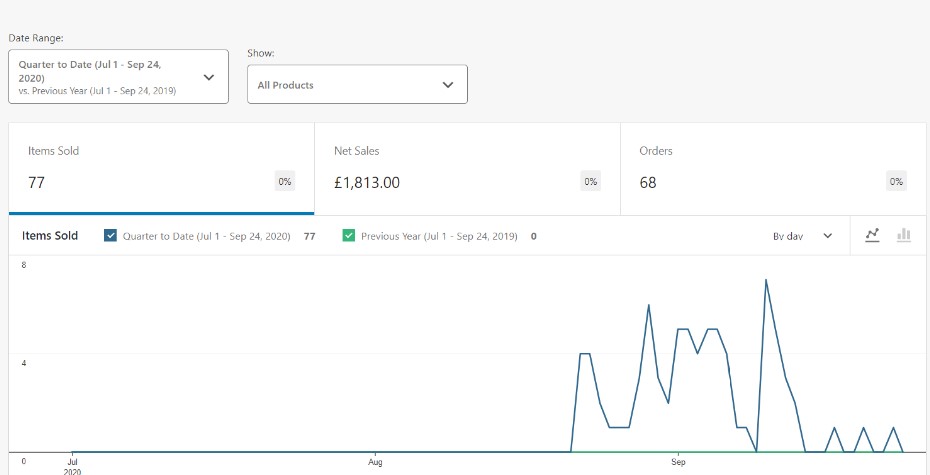 Date Range:
Show:
Quarter to Date (Jul 1 - Sep 24,
2020)
vs. Previous Year (Jul 1 - Sep 24, 2019)
All Products
Items Sold
Net Sales
Orders
77
0%
£1,813.00
0%
68
0%
Items Sold
Quarter to Date (Jul 1 - Sep 24, 2020) 77
Previous Year (Jul 1 - Sep 24, 2019) 0
By day
8
4
0
Jul
Aug
Sep
2020